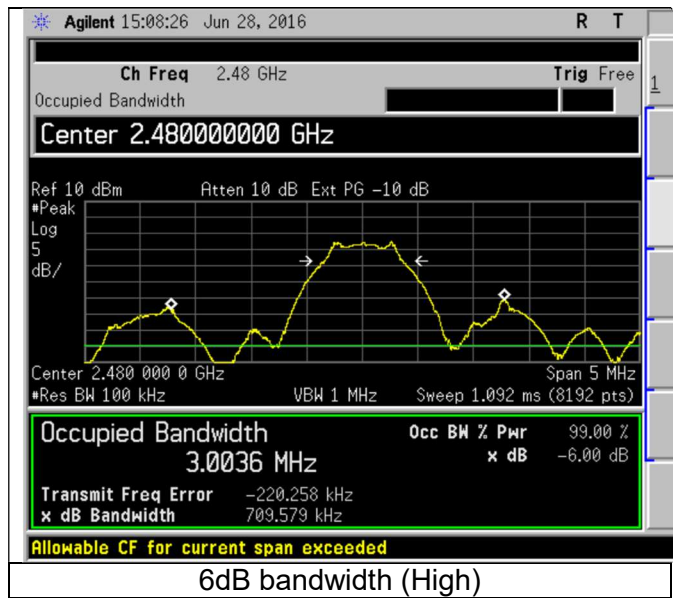 Agilent 15:08:26 Jun 28, 2016 R T
Ch Freq 2.48 GHz Trig Free
Occupied Bandwidth
1
Center 2.480000000 GHz
Ref 10 dBm Atten 10 dB Ext PG -10 dB
#Peak
Log
5
dB/
Center 2.480 000 0 GHz Span 5 MHz
#Res BW 100 kHz VBW 1 MHz Sweep 1.092 ms (8192 pts)
Occupied Bandwidth Occ BW % Pwr 99.00 %
3.0036 MHz x dB -6.00 dB
Transmit Freq Error -220.258 kHz
x dB Bandwidth 709.579 kHz
Allowable CF for current span exceeded
6dB bandwidth (High)